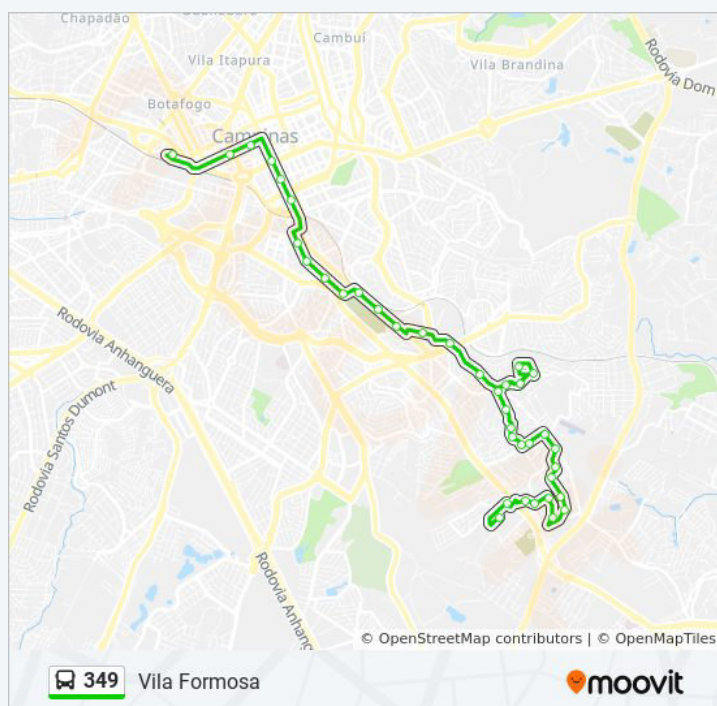 Chapadão
Cambuí
Vila Itapura
Vila Brandina
Rodovia Dom
Botafogo
Campinas
Rodovia Anhanguera
Rodovia Santos Dumont
Rodovia Anhang
© OpenStreetMap contributors | © OpenMapTiles
349 Vila Formosa
moovit